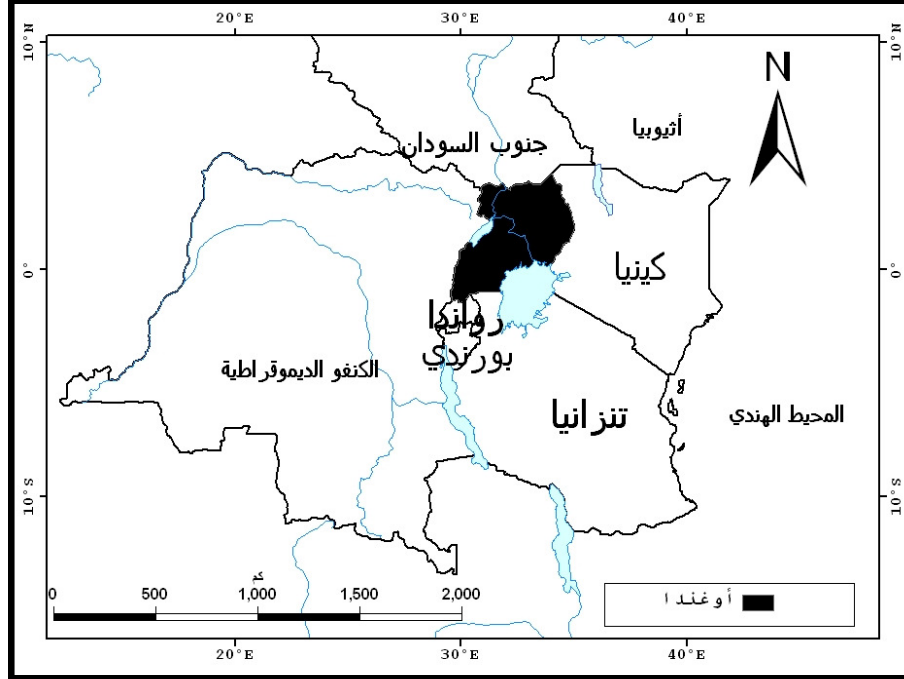 20°E 30°E 40°E
10°N 10°N
N
أثيوبيا
جنوب السودان
كينيا
0° 0°
رواندا
بورندي
الكنغو الديموقراطية
تنزانيا
المحيط الهندي
10°S 10°S
كم
0 500 1,000 1,500 2,000
أوغندا
20°E 30°E 40°E